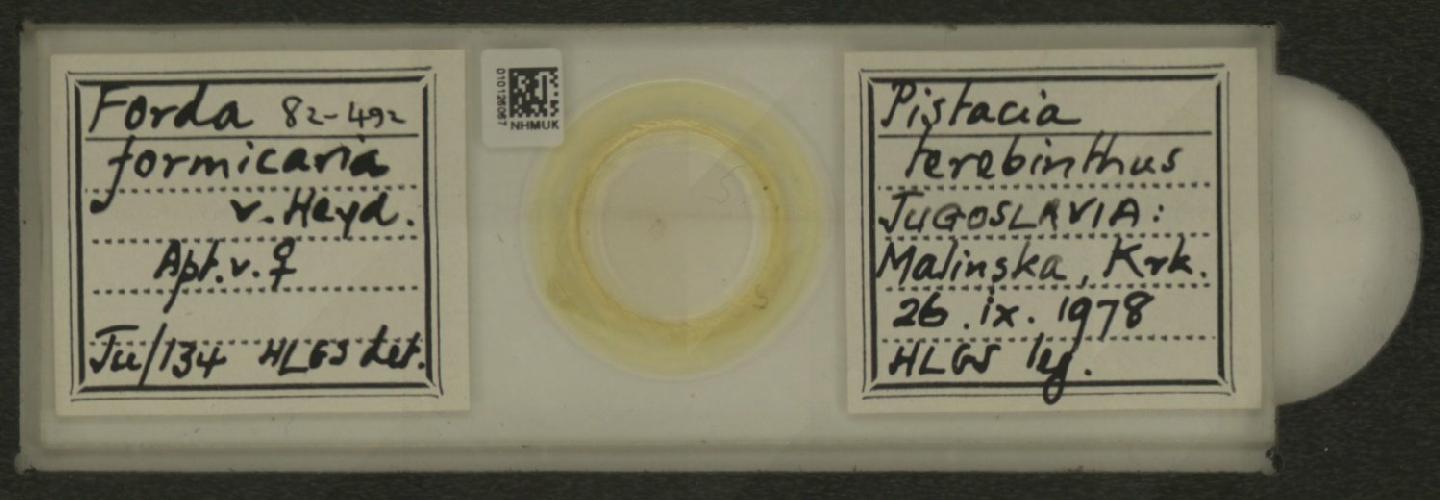 Forda 82-492
formicaria
v. Heyd.
Apt. v. ♀
Ju/134 HLGS det.
010126067
NHMUK
Pistacia
terebinthus
JUGOSLAVIA:
Malinska, Krk.
26. ix. 1978
HLGS leg.